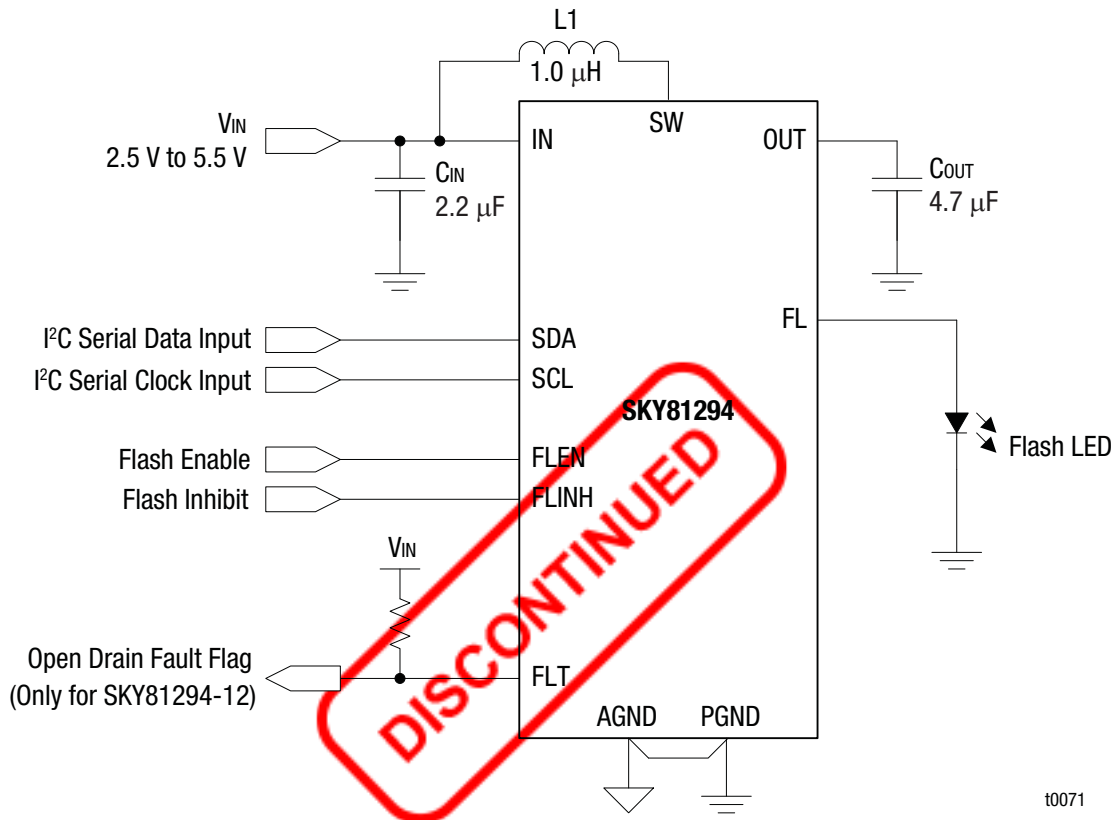 L1
1.0 μH
VIN
2.5 V to 5.5 V
IN
SW
OUT
CIN
2.2 μF
COUT
4.7 μF
I²C Serial Data Input
SDA
FL
I²C Serial Clock Input
SCL
SKY81294
Flash LED
Flash Enable
FLEN
Flash Inhibit
FLINH
DISCONTINUED
VIN
Open Drain Fault Flag
(Only for SKY81294-12)
FLT
AGND
PGND
t0071